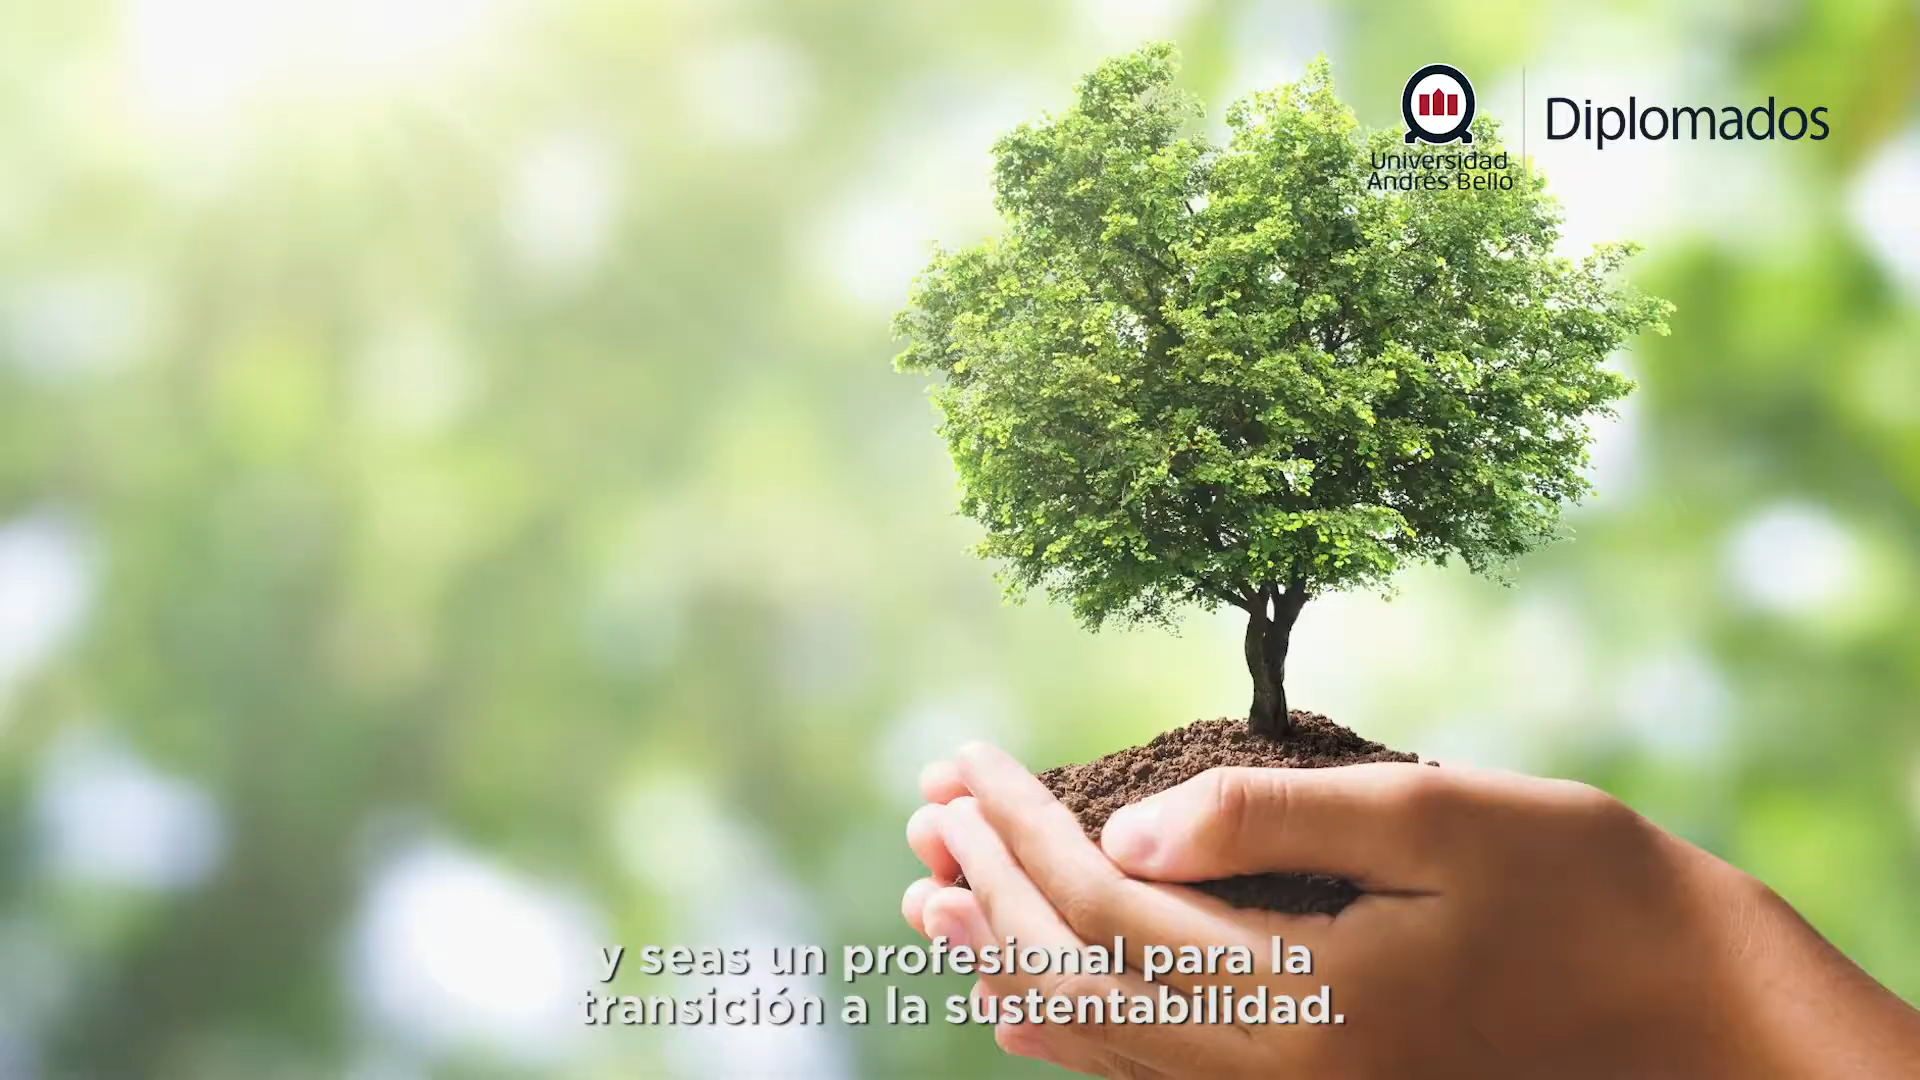 Universidad
Andrés Bello
Diplomados
y seas un profesional para la
transición a la sustentabilidad.